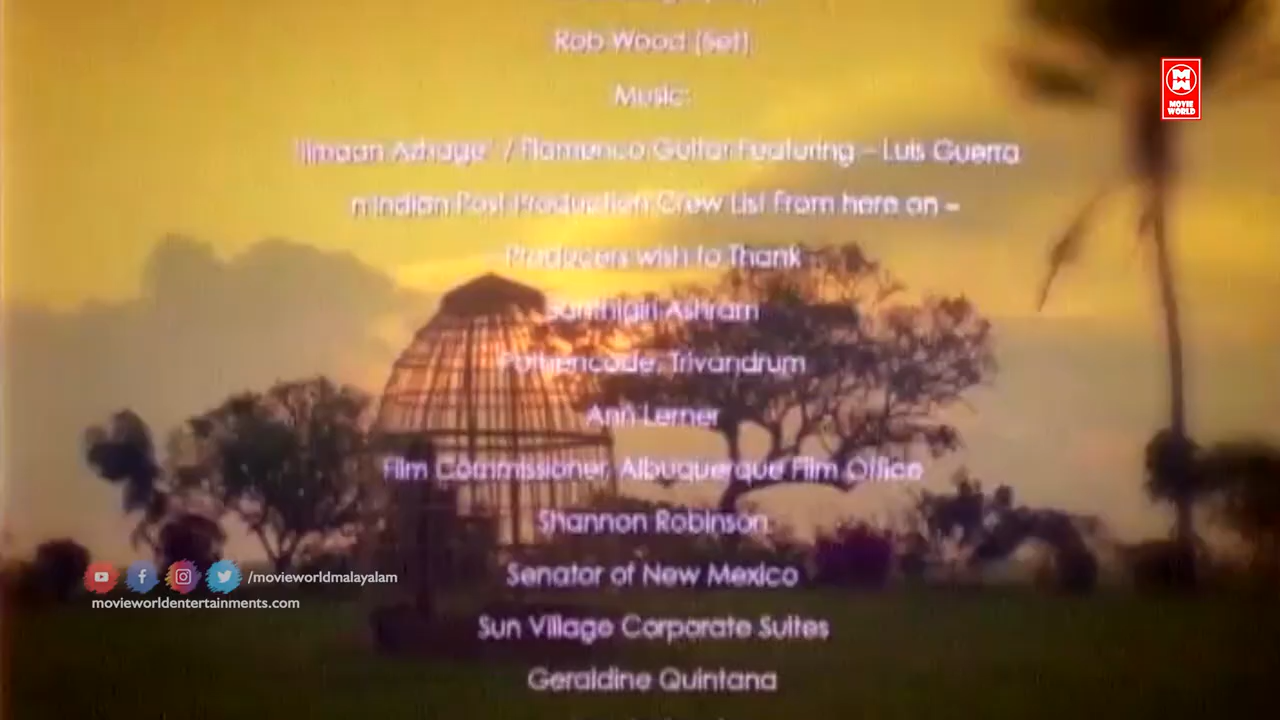 Rob Wood (Set)
Music:
/ Flamenco Guitar Featuring – Luis Guerra
Indian Post Production Crew List From here on –
Producers wish to Thank
Santhigiri Ashram
Pothencode, Trivandrum
Ann Lerner
Film Commissioner, Albuquerque Film Office
Shannon Robinson
Senator of New Mexico
Sun Village Corporate Suites
Geraldine Quintana
MOVIE
WORLD
/movieworldmalayalam
movieworldentertainments.com